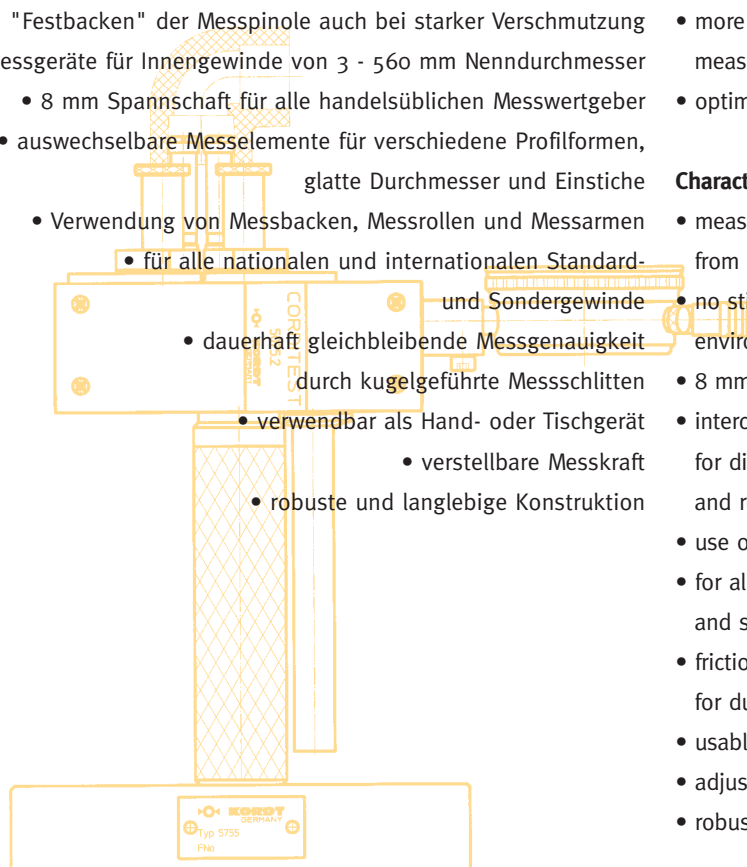 "Festbacken" der Messpinole auch bei starker Verschmutzung
essgeräte für Innengewinde von 3 - 560 mm Nenndurchmesser
• 8 mm Spannschaft für alle handelsüblichen Messwertgeber
• auswechselbare Messelemente für verschiedene Profilformen,
glatte Durchmesser und Einstiche
• Verwendung von Messbacken, Messrollen und Messarmen
• für alle nationalen und internationalen Standard-
und Sondergewinde
• dauerhaft gleichbleibende Messgenauigkeit
durch kugelgeführte Messschlitten
• verwendbar als Hand- oder Tischgerät
• verstellbare Messkraft
• robuste und langlebige Konstruktion
• more
meas
• optim
Charact
• meas
from
• no sti
enviro
• 8 mm
• interc
for di
and r
• use o
• for al
and s
• frictio
for du
• usabl
• adjus
• robus
COROTEST
KORDT
GERMANY
KORDT
GERMANY
Typ 5755
FNo